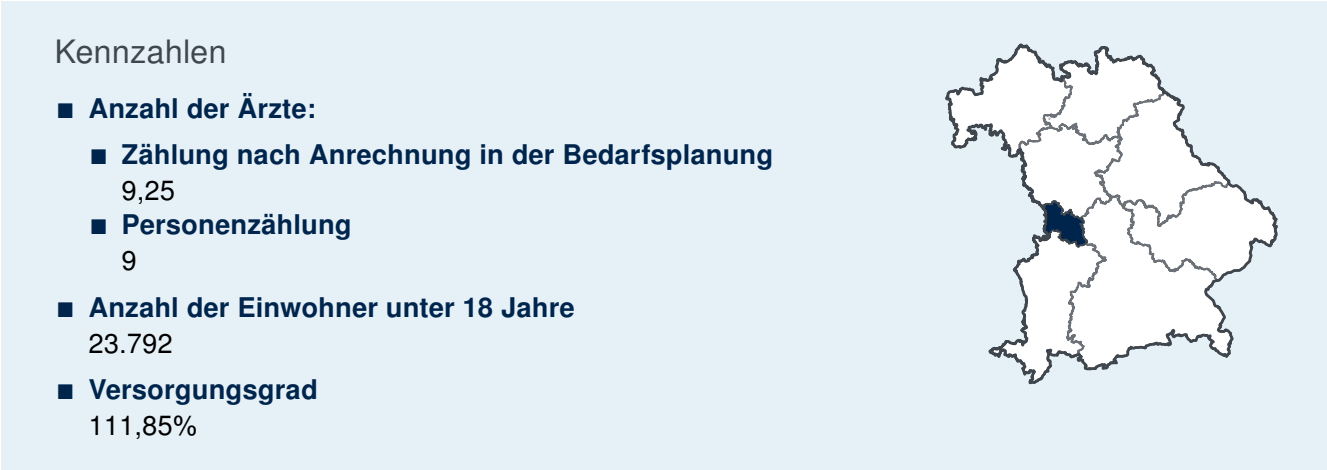 Kennzahlen
■ Anzahl der Ärzte:
■ Zählung nach Anrechnung in der Bedarfsplanung
9,25
■ Personenzählung
9
■ Anzahl der Einwohner unter 18 Jahre
23.792
■ Versorgungsgrad
111,85%